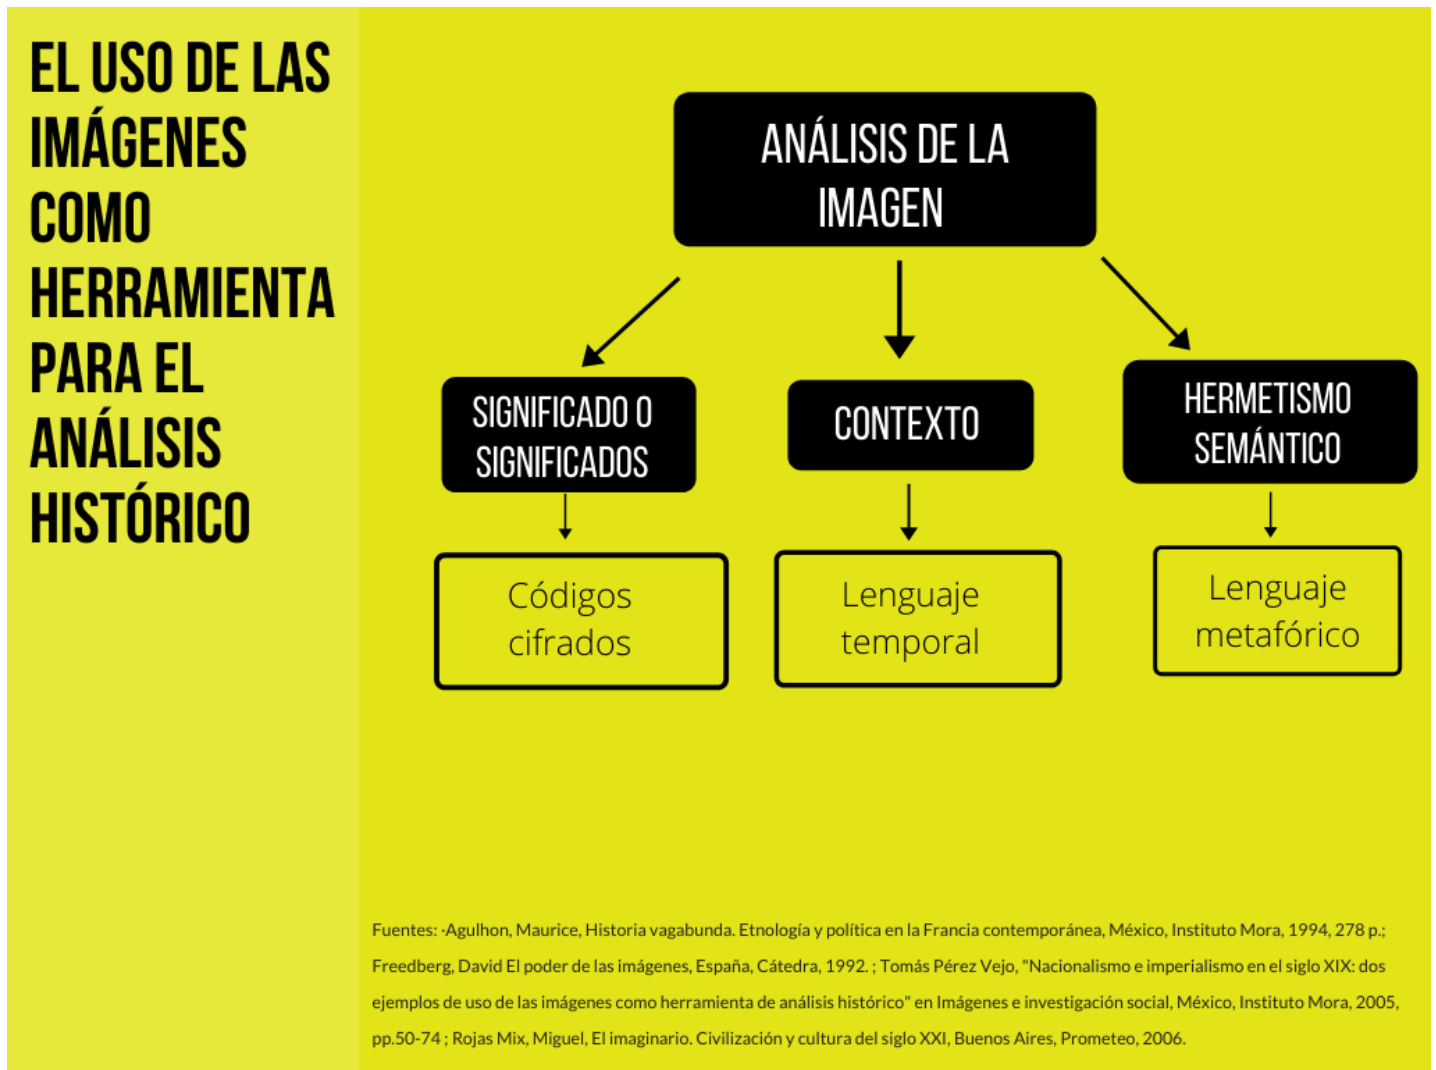 EL USO DE LAS
IMÁGENES
COMO
HERRAMIENTA
PARA EL
ANÁLISIS
HISTÓRICO
ANÁLISIS DE LA
IMAGEN
SIGNIFICADO O
SIGNIFICADOS
CONTEXTO
HERMETISMO
SEMÁNTICO
Códigos
cifrados
Lenguaje
temporal
Lenguaje
metafórico
Fuentes: ·Agulhon, Maurice, Historia vagabunda. Etnología y política en la Francia contemporánea, México, Instituto Mora, 1994, 278 p.;
Freedberg, David El poder de las imágenes, España, Cátedra, 1992. ; Tomás Pérez Vejo, "Nacionalismo e imperialismo en el siglo XIX: dos
ejemplos de uso de las imágenes como herramienta de análisis histórico" en Imágenes e investigación social, México, Instituto Mora, 2005,
pp.50-74 ; Rojas Mix, Miguel, El imaginario. Civilización y cultura del siglo XXI, Buenos Aires, Prometeo, 2006.